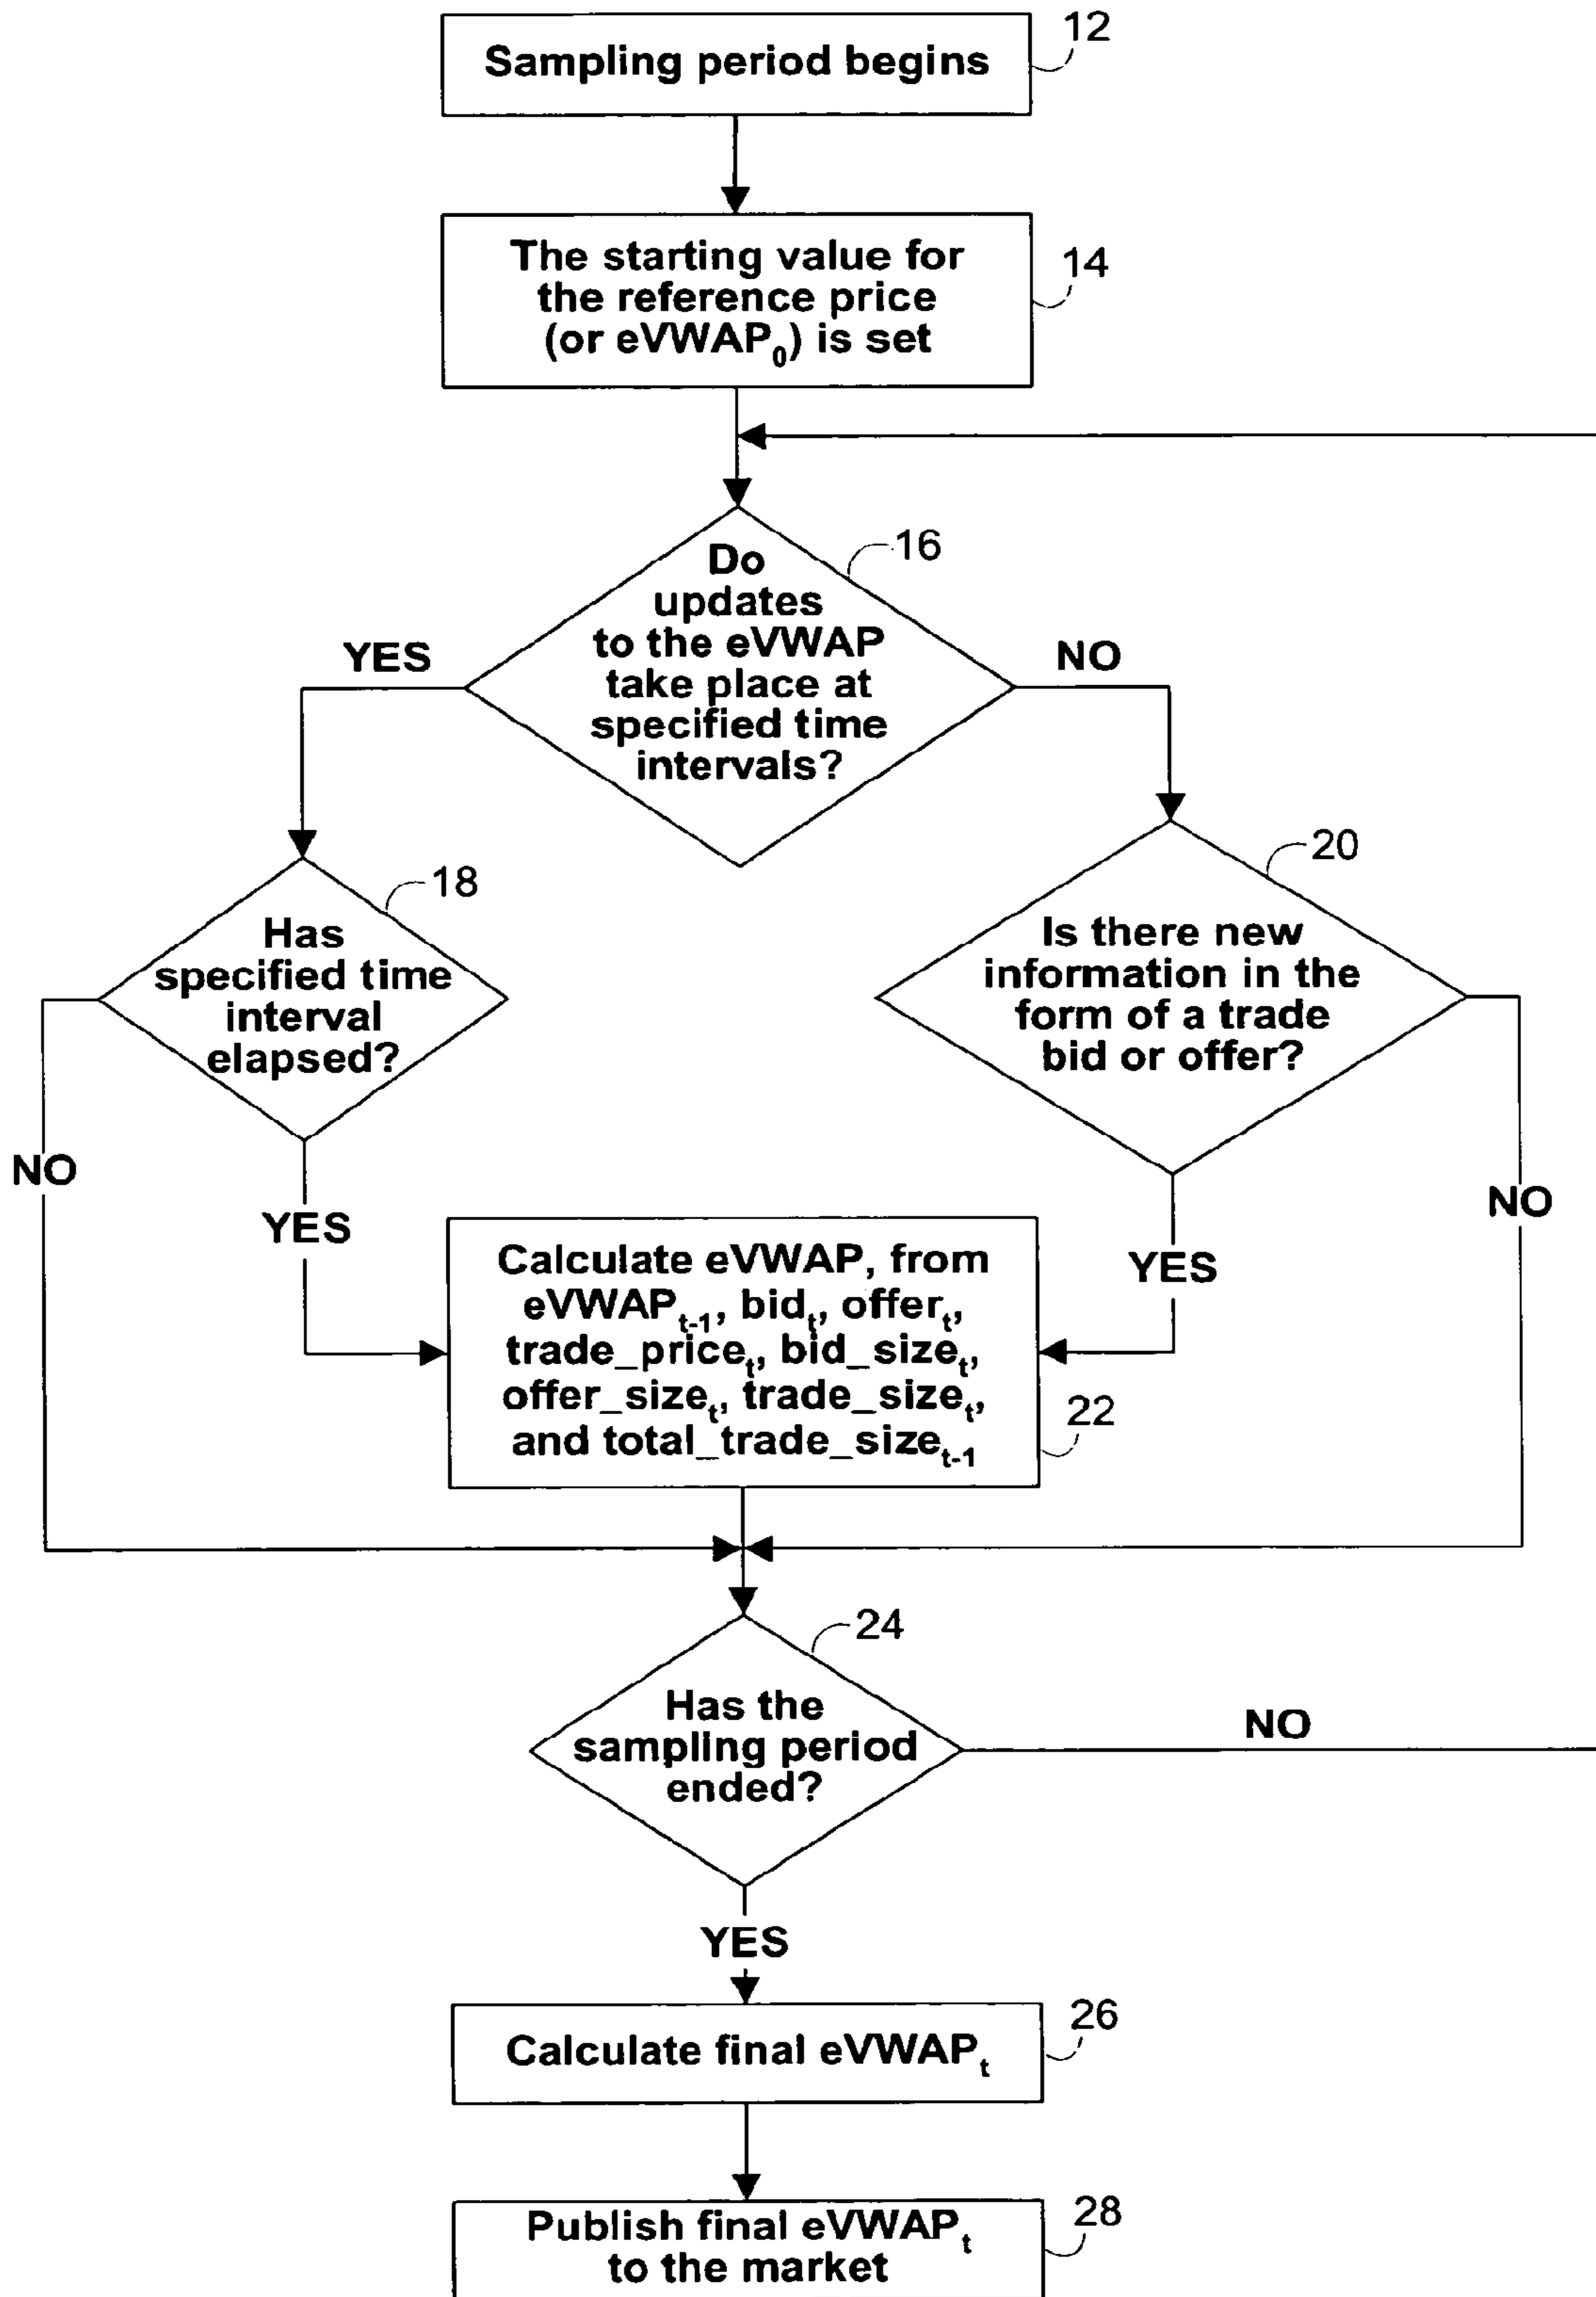 Sampling period begins
12
The starting value for
the reference price
(or eVWAP₀) is set
14
Do
updates
to the eVWAP
take place at
specified time
intervals?
16
YES
NO
Has
specified time
interval
elapsed?
18
Is there new
information in the
form of a trade
bid or offer?
20
NO
YES
YES
NO
Calculate eVWAP, from
eVWAPₜ₋₁, bidₜ, offerₜ,
trade_priceₜ, bid_sizeₜ,
offer_sizeₜ, trade_sizeₜ,
and total_trade_sizeₜ₋₁
22
Has the
sampling period
ended?
24
NO
YES
Calculate final eVWAPₜ
26
Publish final eVWAPₜ
to the market
28